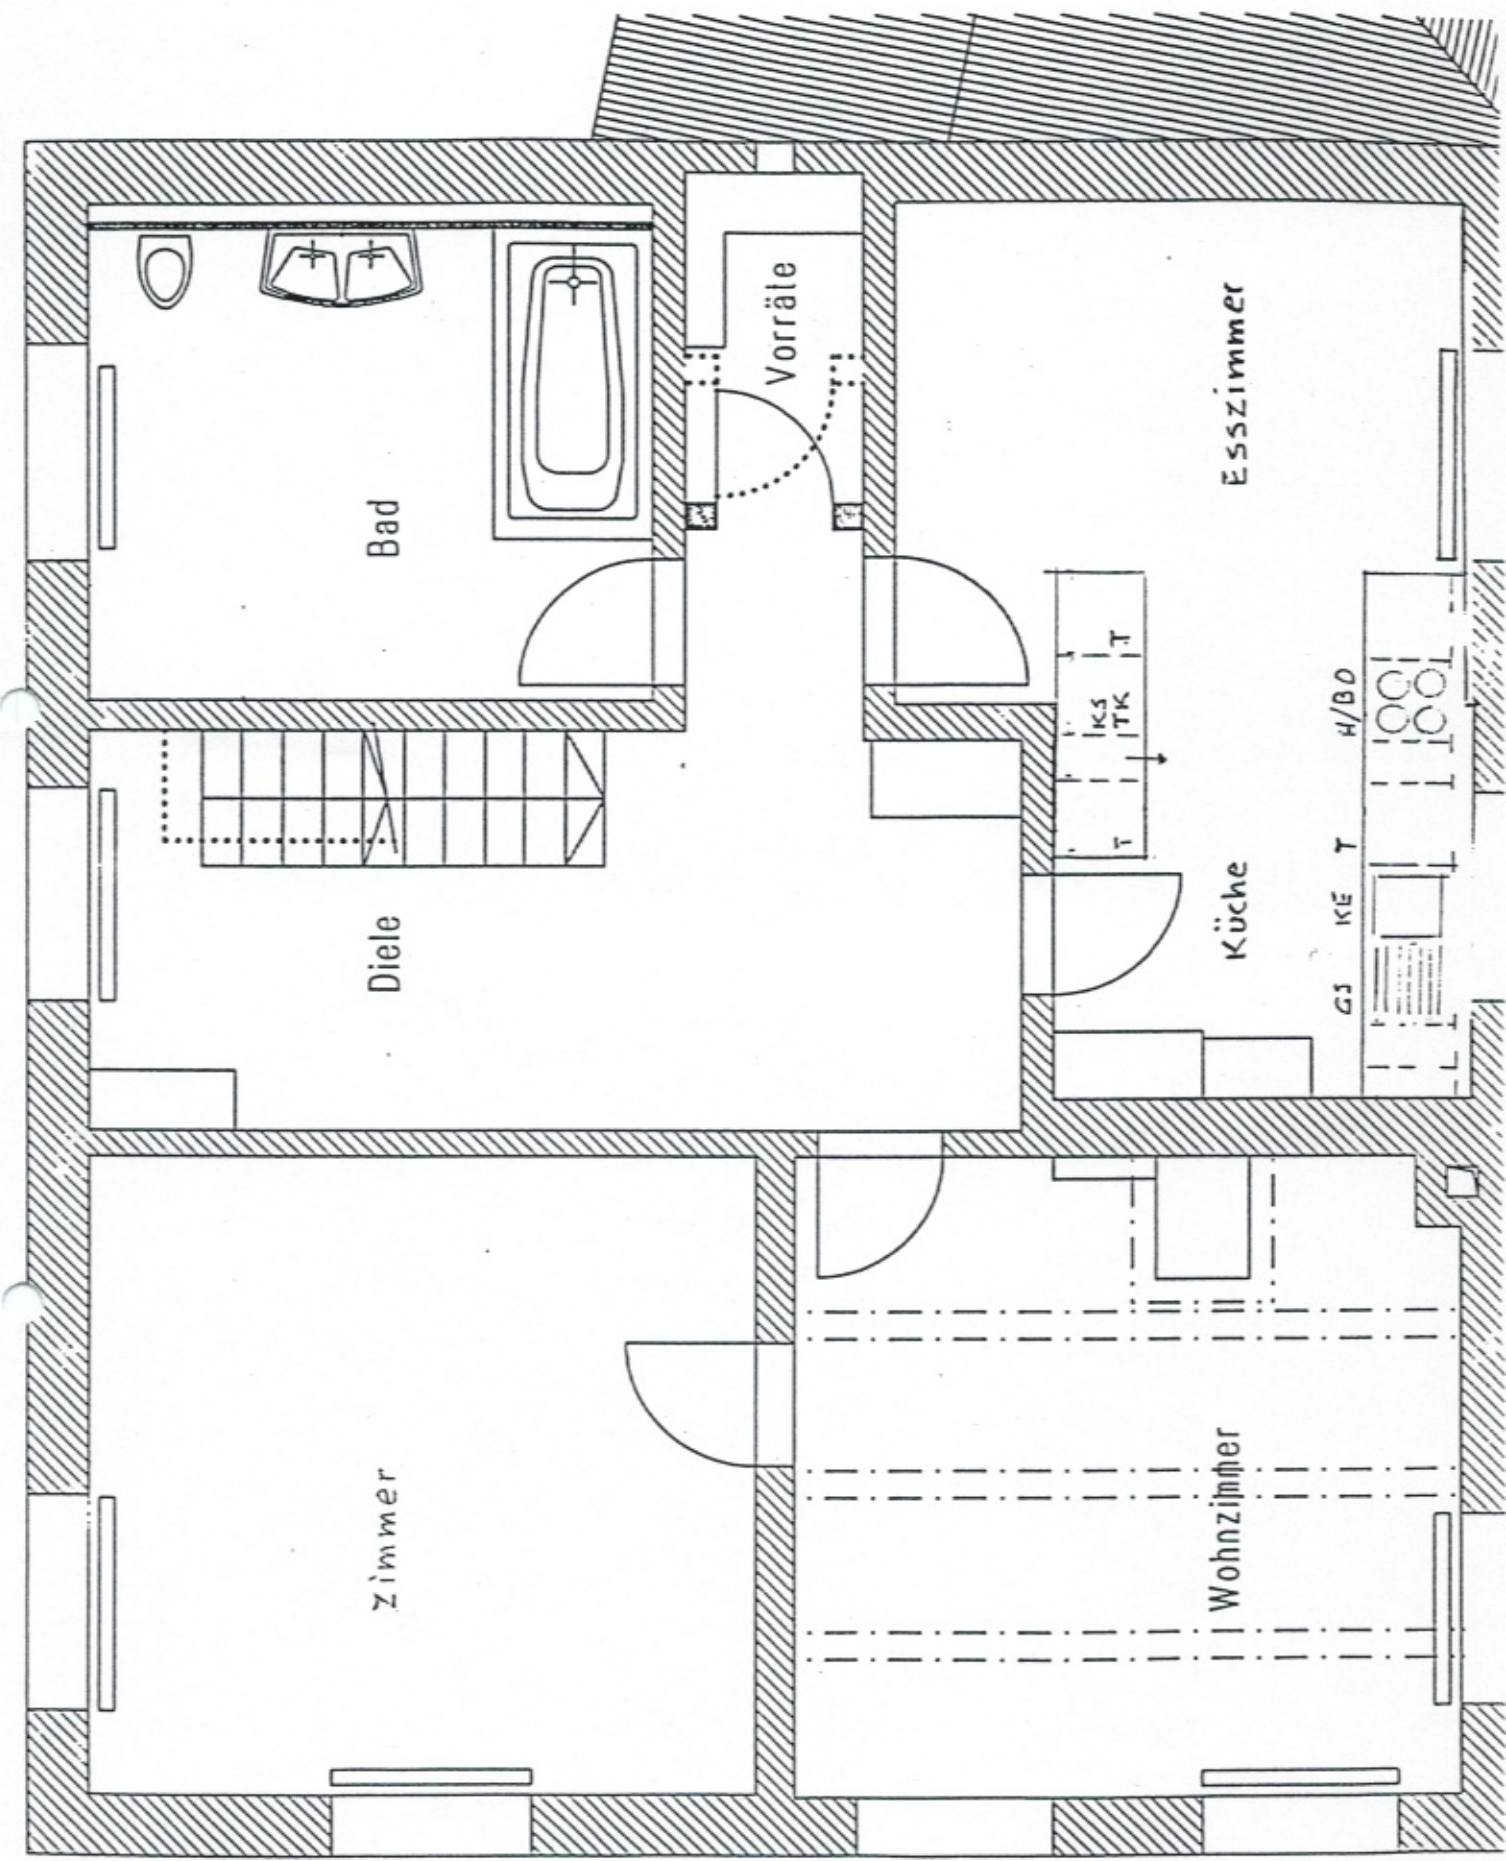 Bad
Vorräte
Esszimmer
T
KS
TK
T
H/BO
T
KE
GS
Küche
Diele
Zimmer
Wohnzimmer